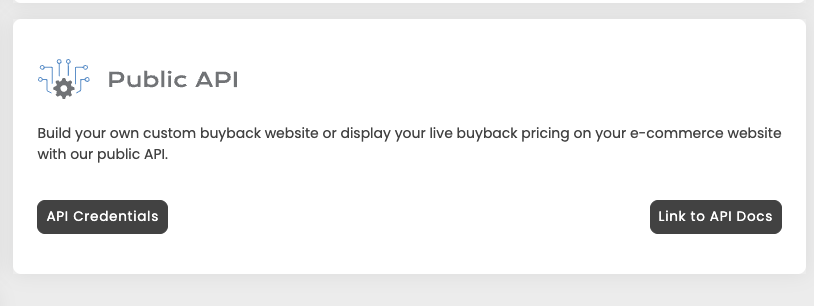 Public API
Build your own custom buyback website or display your live buyback pricing on your e-commerce website
with our public API.
API Credentials
Link to API Docs